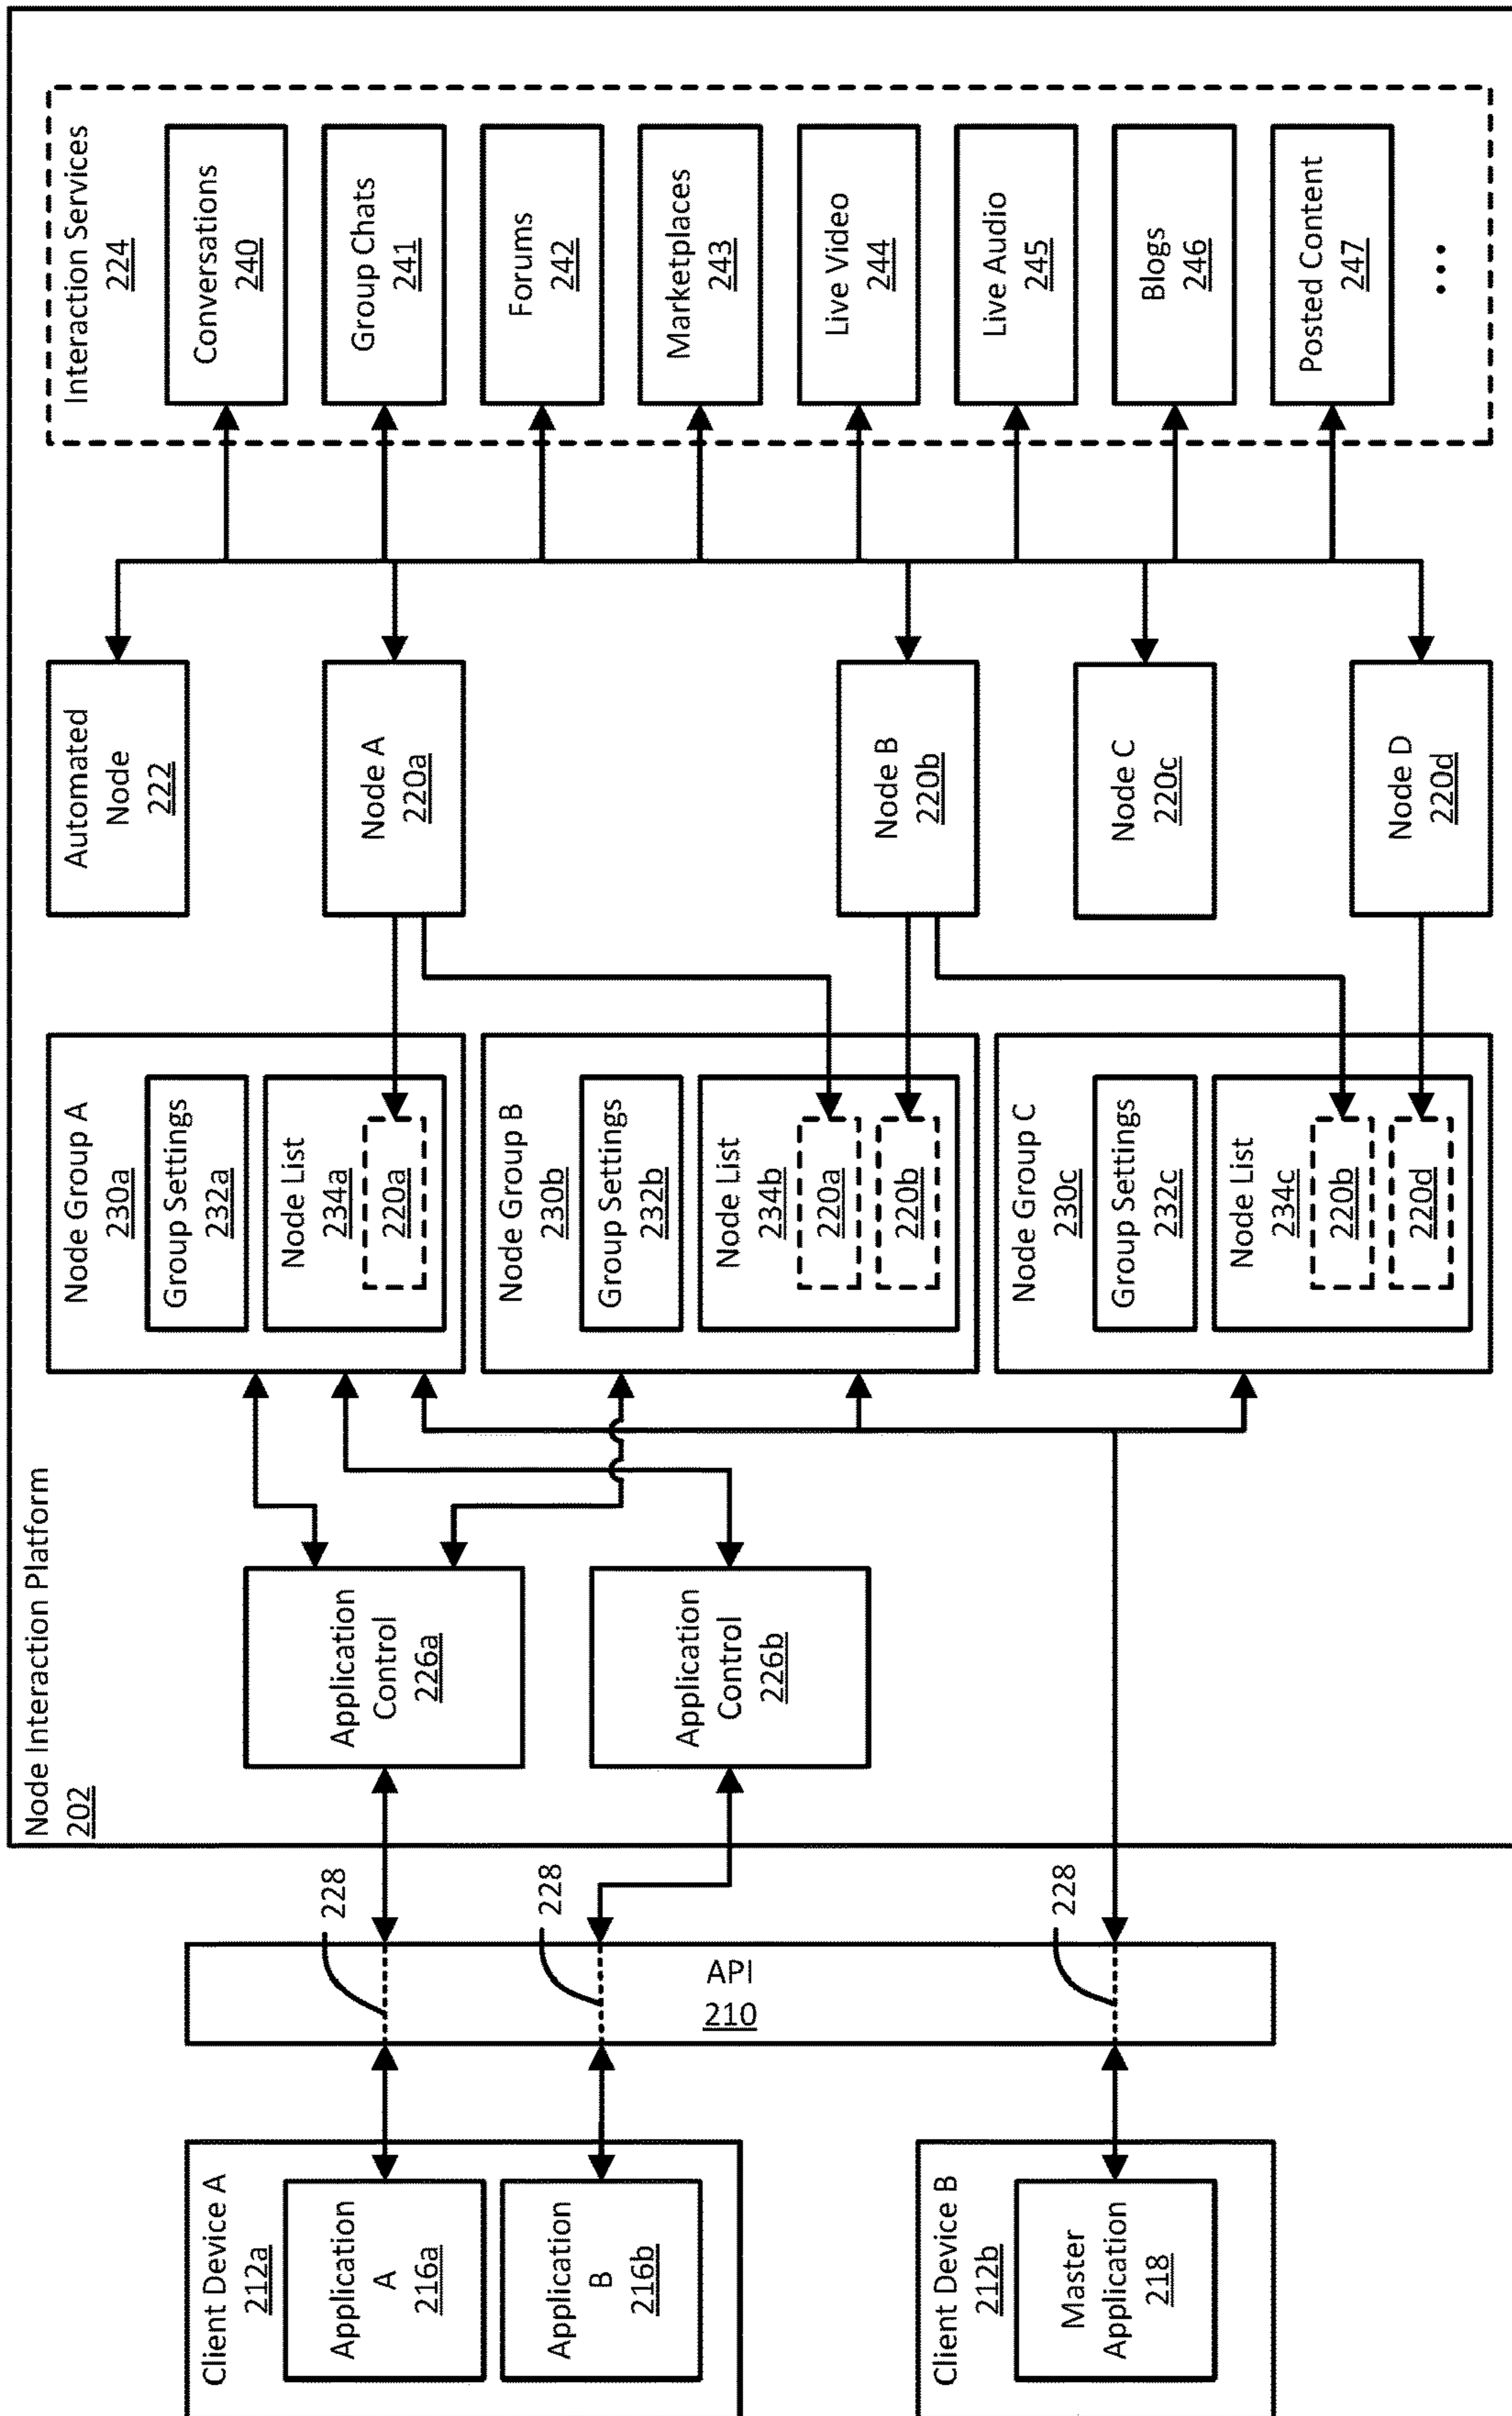 Client Device A
212a
Application
A
216a
Application
B
216b
Client Device B
212b
Master
Application
218
API
210
228
228
228
Node Interaction Platform
202
Application
Control
226a
Application
Control
226b
Node Group A
230a
Group Settings
232a
Node List
234a
220a
Node Group B
230b
Group Settings
232b
Node List
234b
220a
220b
Node Group C
230c
Group Settings
232c
Node List
234c
220b
220d
Automated
Node
222
Node A
220a
Node B
220b
Node C
220c
Node D
220d
Interaction Services
224
Conversations
240
Group Chats
241
Forums
242
Marketplaces
243
Live Video
244
Live Audio
245
Blogs
246
Posted Content
247
...